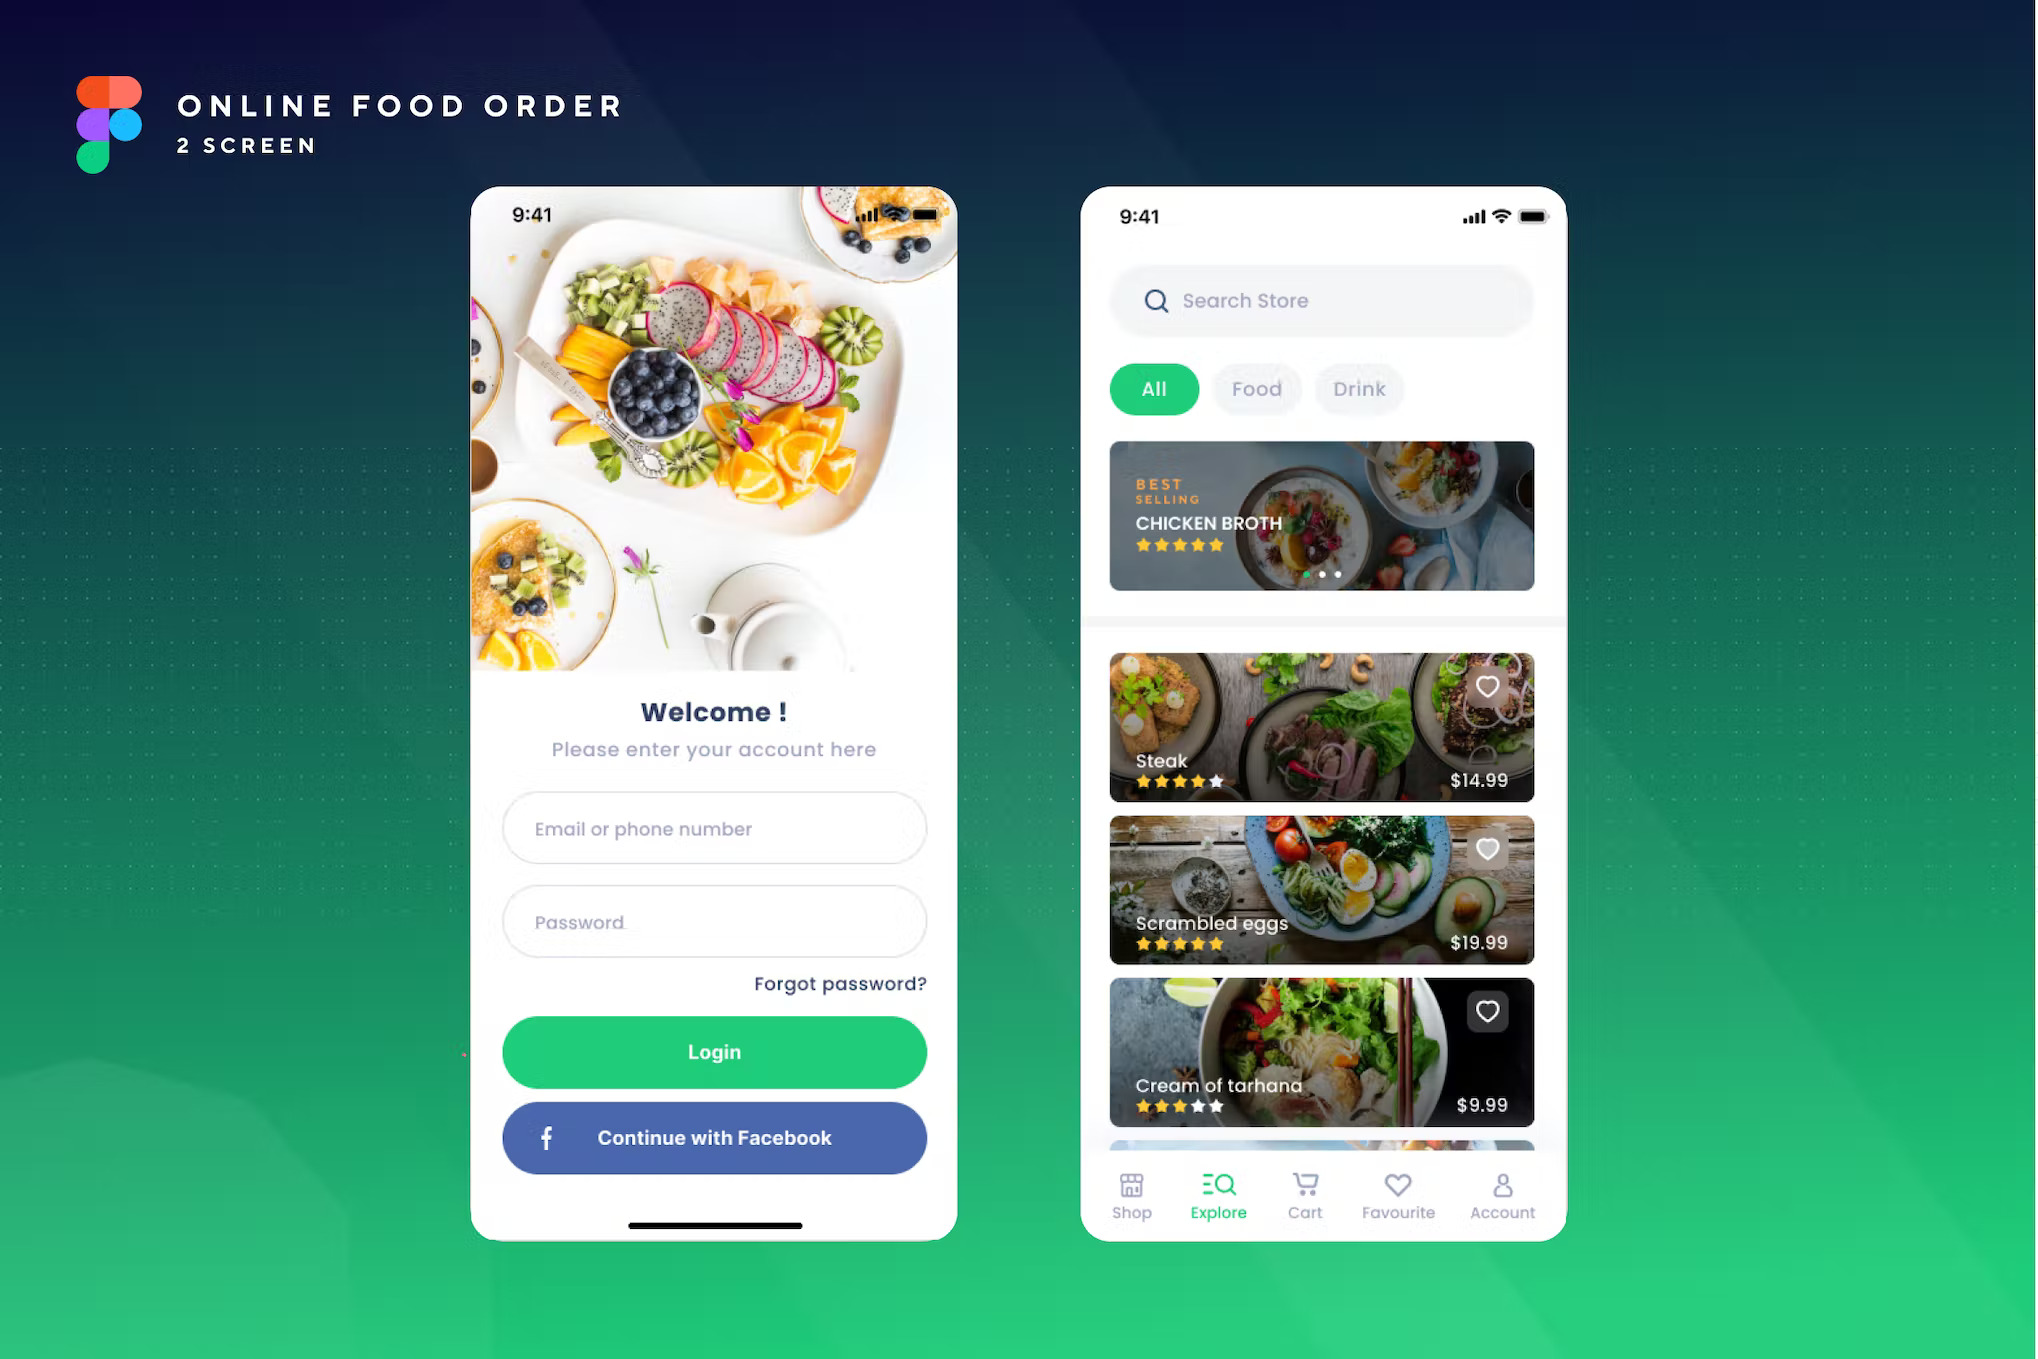 ONLINE FOOD ORDER
2 SCREEN
9:41
Welcome !
Please enter your account here
Email or phone number
Password
Forgot password?
Login
Continue with Facebook
9:41
Search Store
All Food Drink
BEST
SELLING
CHICKEN BROTH
Steak
$14.99
Scrambled eggs
$19.99
Cream of tarhana
$9.99
Shop Explore Cart Favourite Account